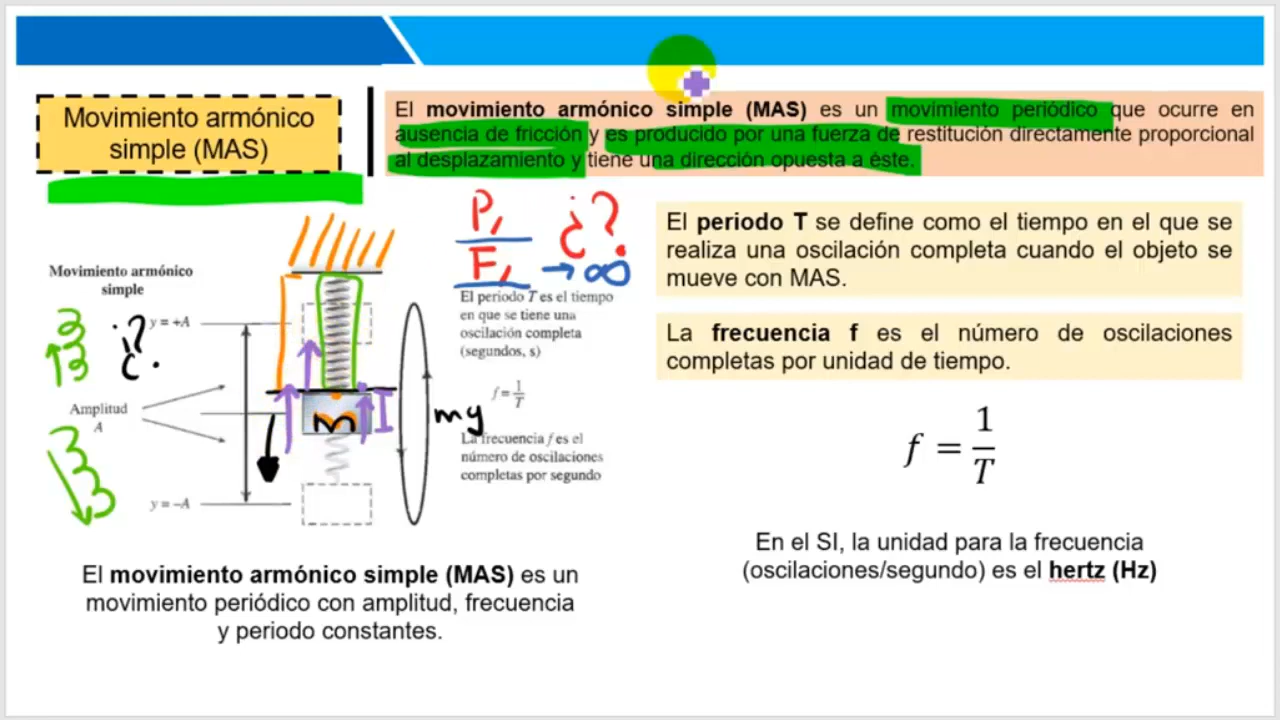 Movimiento armónico
simple (MAS)
El movimiento armónico simple (MAS) es un movimiento periódico que ocurre en
ausencia de fricción y es producido por una fuerza de restitución directamente proporcional
al desplazamiento y tiene una dirección opuesta a éste.
P,
F,
¿?
→ ∞
Movimiento armónico
simple
y = +A
¿?
Amplitud
A
y = –A
m
I
mg
El periodo T es el tiempo
en que se tiene una
oscilación completa
(segundos, s)
f = 1/T
La frecuencia f es el
número de oscilaciones
completas por segundo
El movimiento armónico simple (MAS) es un
movimiento periódico con amplitud, frecuencia
y periodo constantes.
El periodo T se define como el tiempo en el que se
realiza una oscilación completa cuando el objeto se
mueve con MAS.
La frecuencia f es el número de oscilaciones
completas por unidad de tiempo.
f = 1/T
En el SI, la unidad para la frecuencia
(oscilaciones/segundo) es el hertz (Hz)